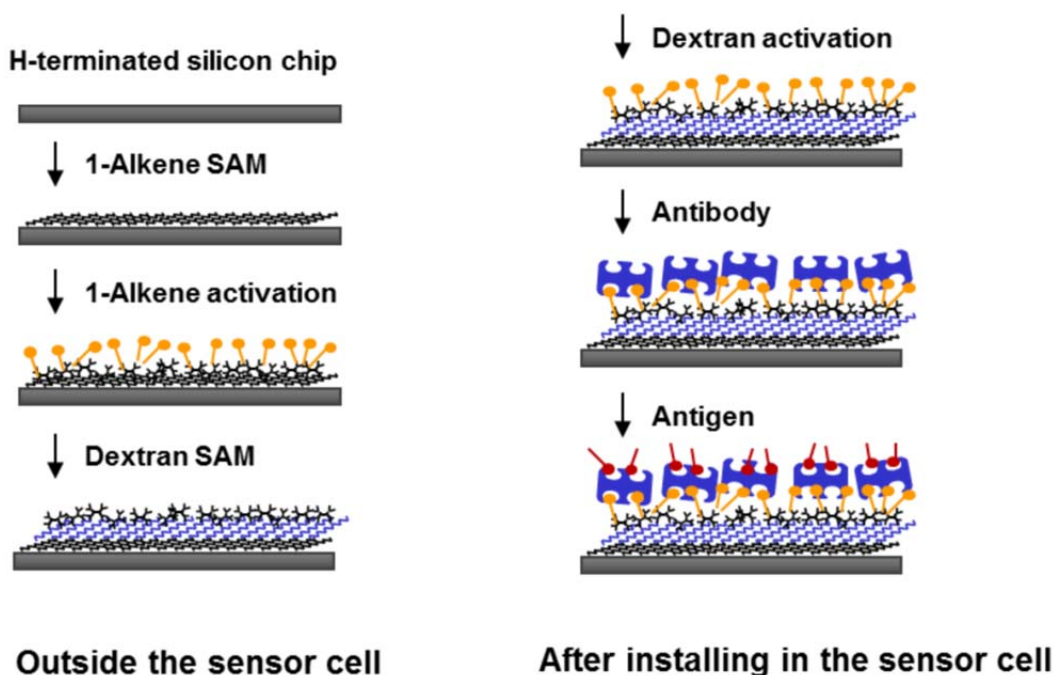 H-terminated silicon chip
1-Alkene SAM
1-Alkene activation
Dextran SAM
Outside the sensor cell
Dextran activation
Antibody
Antigen
After installing in the sensor cell